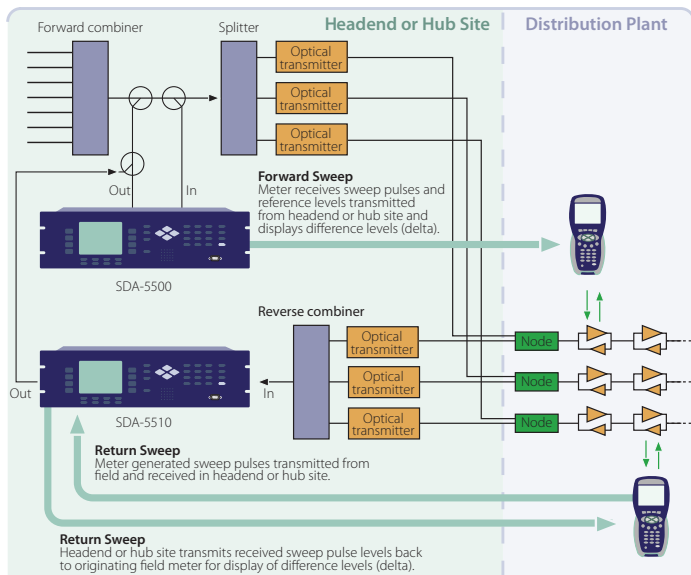 Headend or Hub Site
Distribution Plant
Forward combiner
Splitter
Optical
transmitter
Optical
transmitter
Optical
transmitter
Out
In
Forward Sweep
Meter receives sweep pulses and
reference levels transmitted
from headend or hub site and
displays difference levels (delta).
SDA-5500
Reverse combiner
Optical
transmitter
Node
Optical
transmitter
Node
Optical
transmitter
Node
In
Out
SDA-5510
Return Sweep
Meter generated sweep pulses transmitted from
field and received in headend or hub site.
Return Sweep
Headend or hub site transmits received sweep pulse levels back
to originating field meter for display of difference levels (delta).